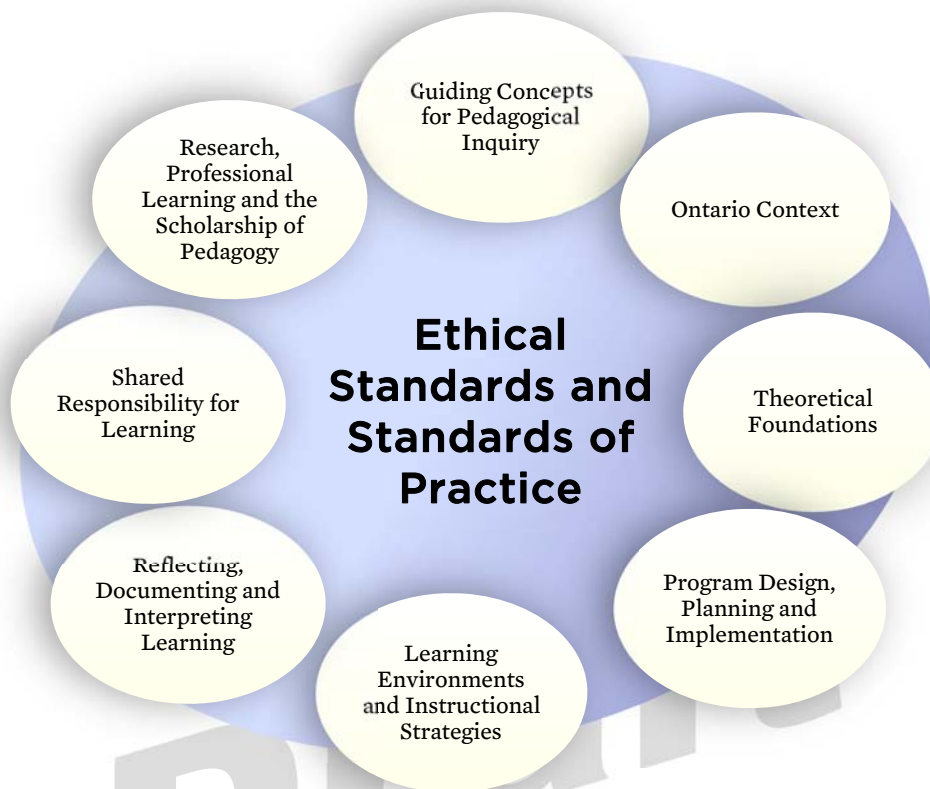 Guiding Concepts
for Pedagogical
Inquiry
Ontario Context
Theoretical
Foundations
Program Design,
Planning and
Implementation
Learning
Environments
and Instructional
Strategies
Reflecting,
Documenting and
Interpreting
Learning
Shared
Responsibility for
Learning
Research,
Professional
Learning and the
Scholarship of
Pedagogy
Ethical
Standards and
Standards of
Practice